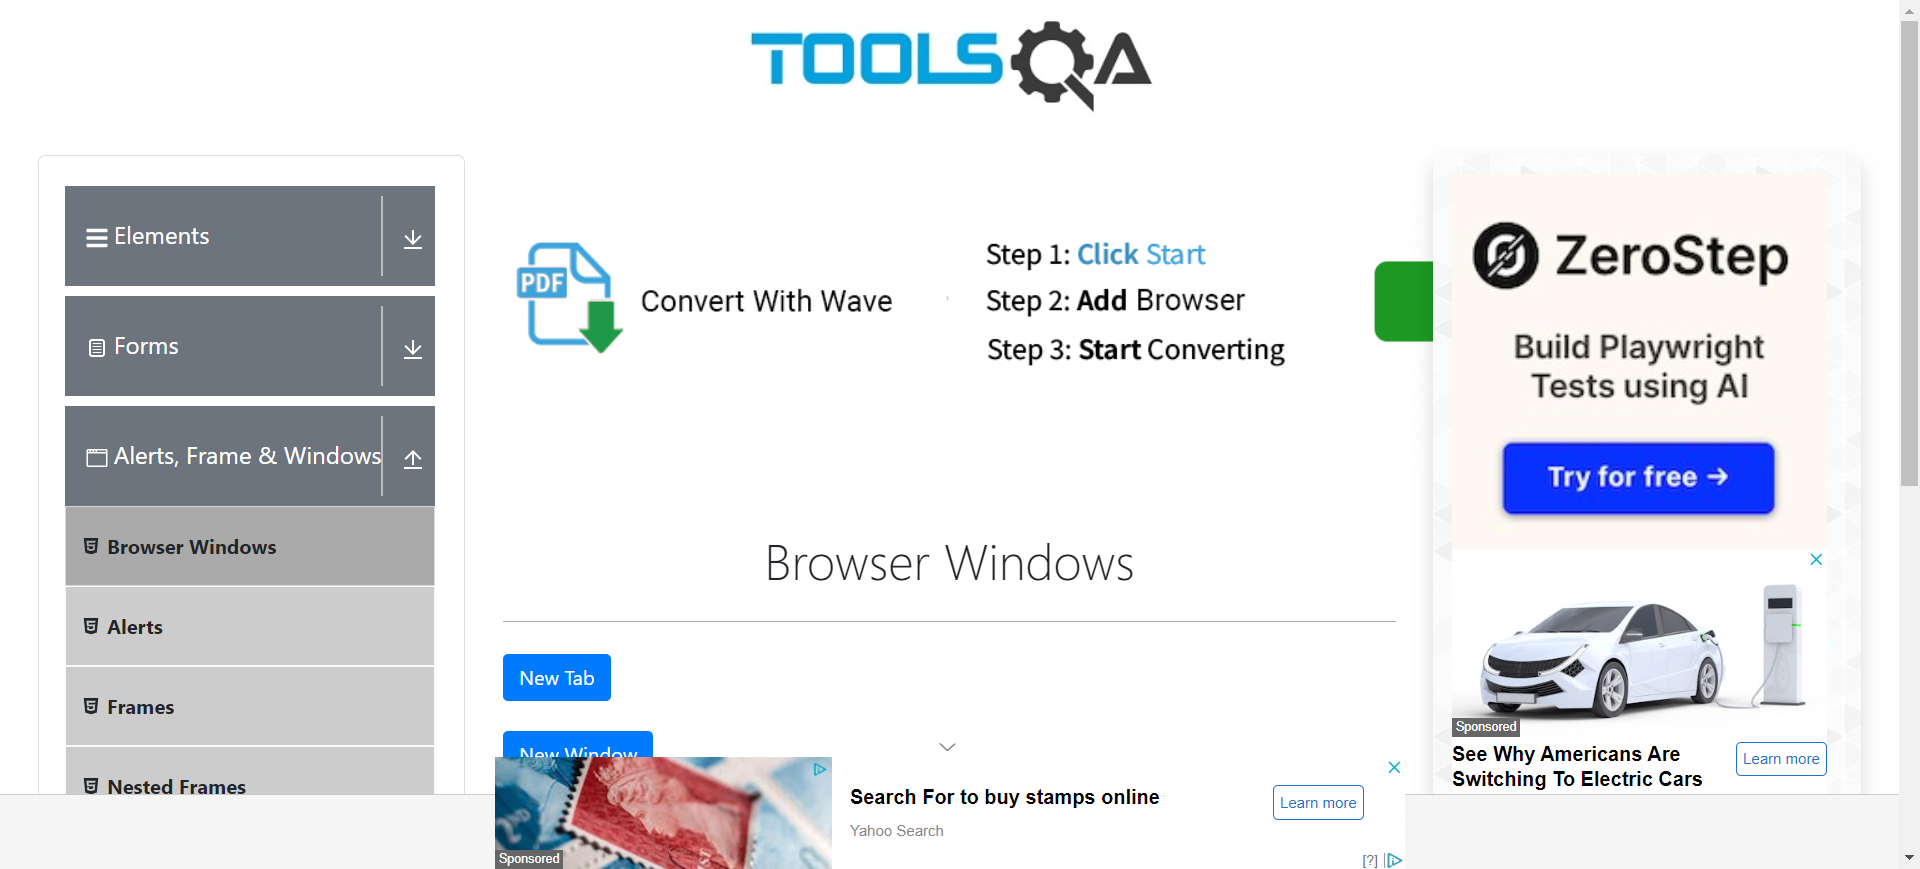 TOOLSQA
Elements
Forms
Alerts, Frame & Windows
Browser Windows
Alerts
Frames
Nested Frames
PDF
Convert With Wave
Step 1: Click Start
Step 2: Add Browser
Step 3: Start Converting
Browser Windows
New Tab
New Window
Sponsored
Search For to buy stamps online
Yahoo Search
Learn more
[?]
ZeroStep
Build Playwright
Tests using AI
Try for free →
Sponsored
See Why Americans Are
Switching To Electric Cars
Learn more